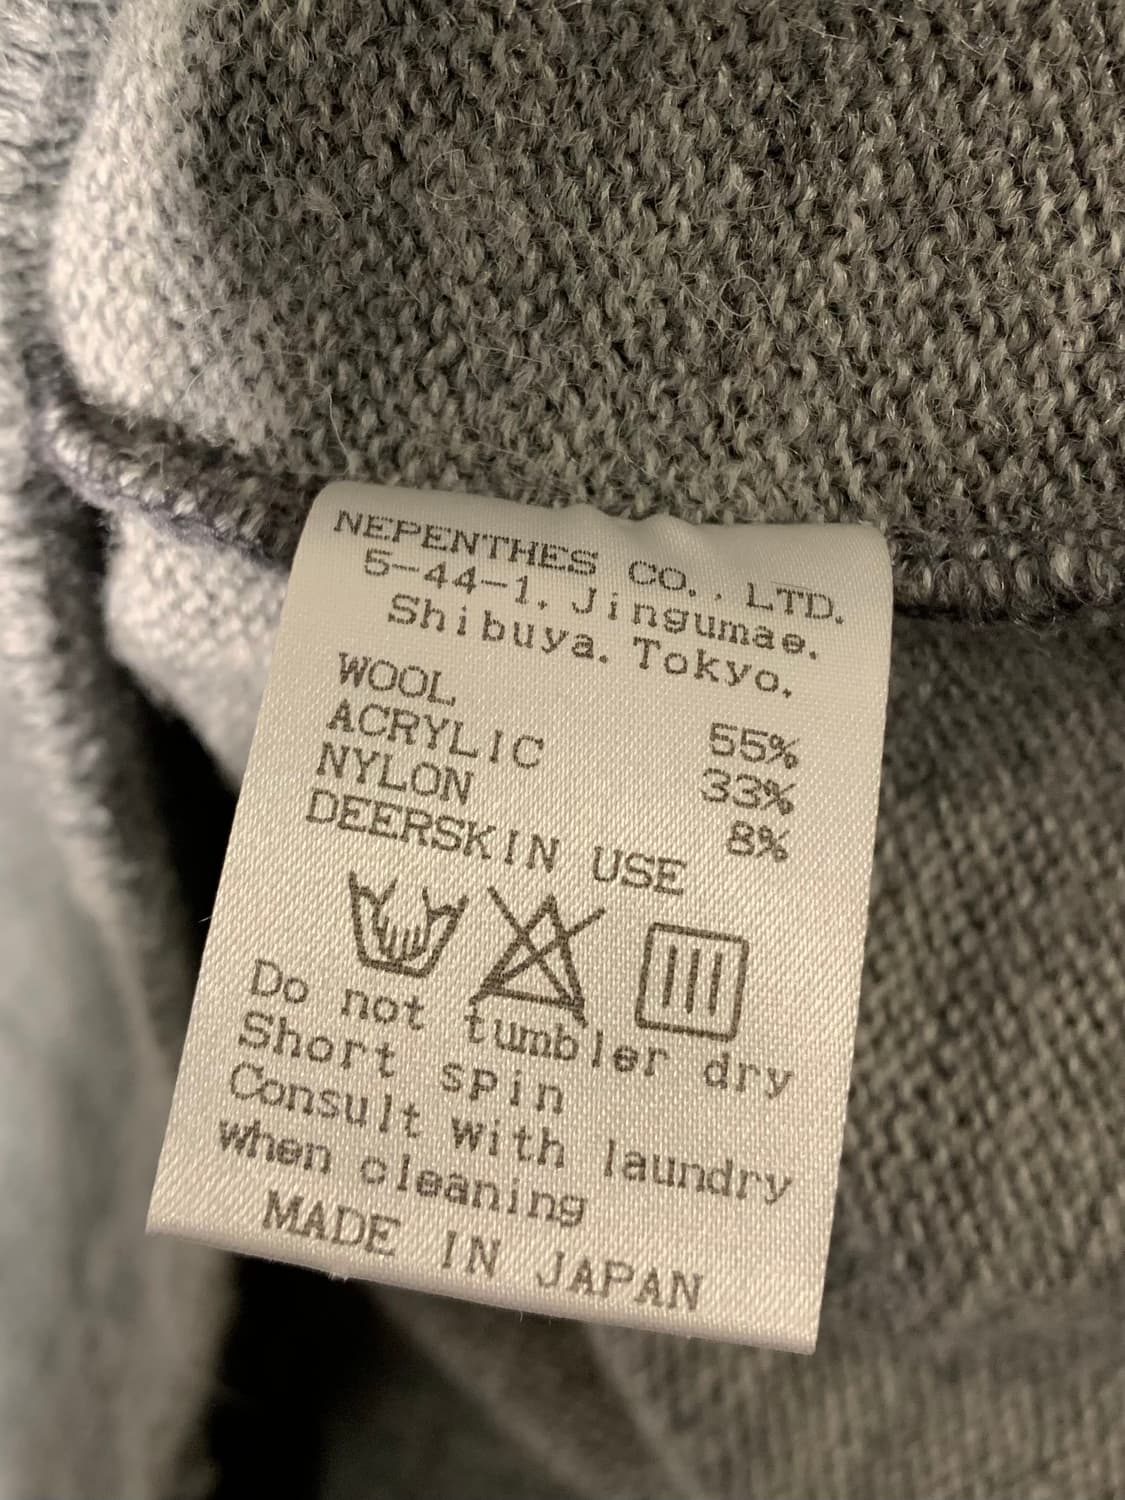 NEPENTHES CO., LTD.
5-44-1, Jingumae,
Shibuya, Tokyo,
WOOL 55%
ACRYLIC 33%
NYLON 8%
DEERSKIN USE
Do not tumbler dry
Short spin
Consult with laundry
when cleaning
MADE IN JAPAN